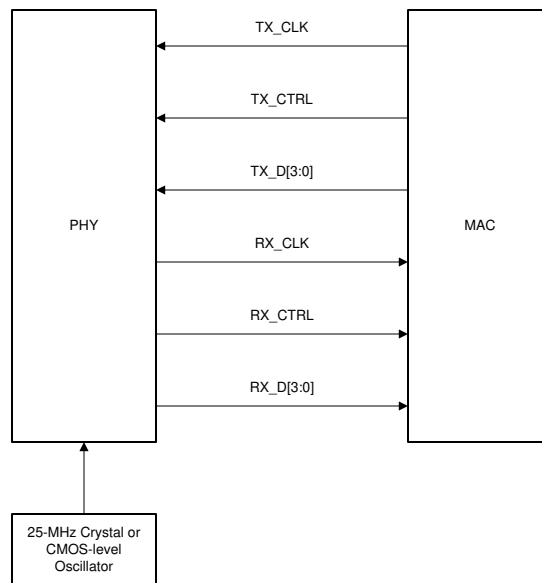 TX_CLK
TX_CTRL
TX_D[3:0]
PHY
MAC
RX_CLK
RX_CTRL
RX_D[3:0]
25-MHz Crystal or
CMOS-level
Oscillator